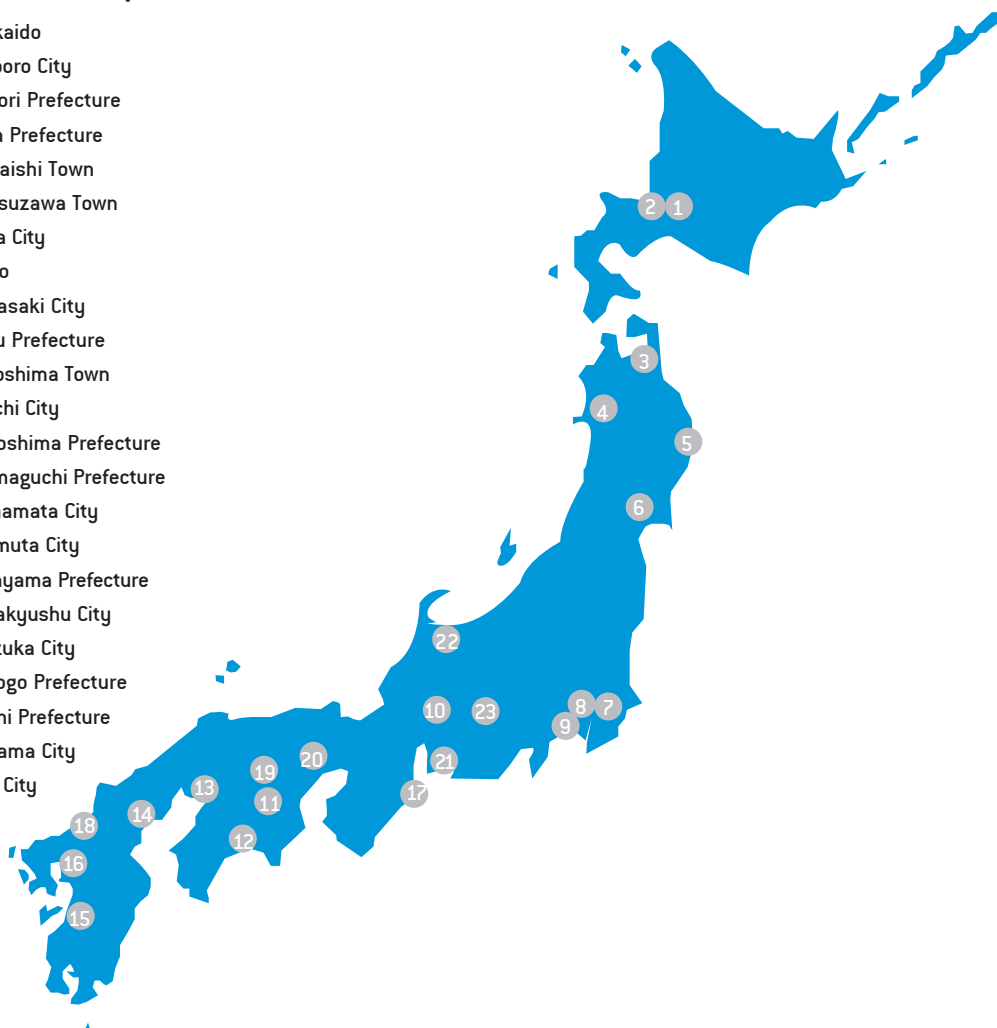 kaido
oro City
ori Prefecture
a Prefecture
aishi Town
suzawa Town
a City
o
asaki City
u Prefecture
oshima Town
chi City
oshima Prefecture
maguchi Prefecture
amata City
muta City
ayama Prefecture
akyushu City
zuka City
ogo Prefecture
hi Prefecture
ama City
City
2 1
3
4
5
6
22
8 7
10 23
9
20
21
19
13
17
11
14
18
12
16
15